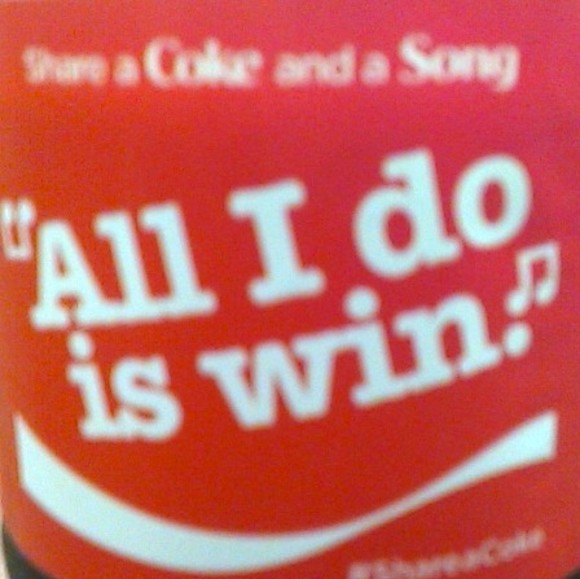 Share a Coke and a Song
"All I do
is win.♫
#ShareaCoke